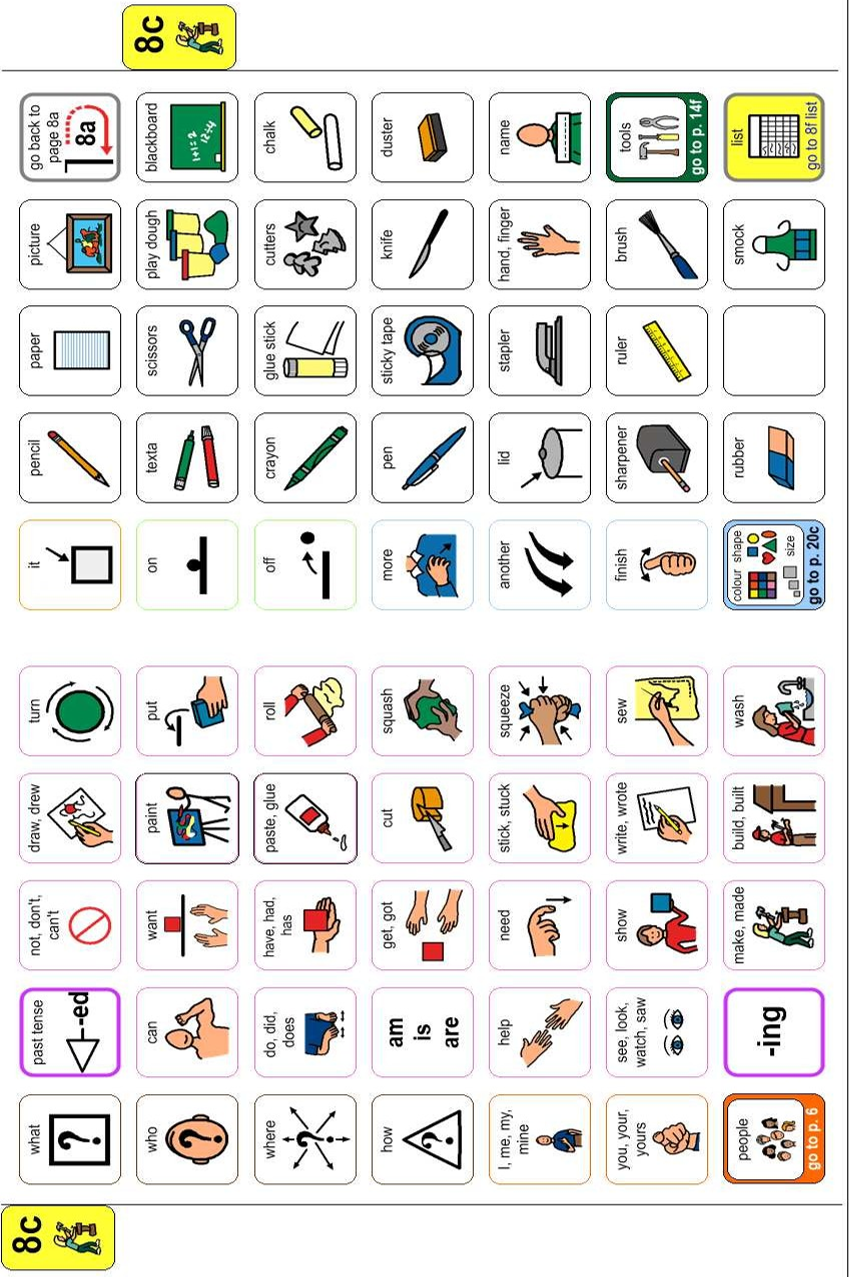 8c
what
?
past tense
-ed
not, don't,
can't
draw, drew
turn
it
pencil
paper
picture
go back to
page 8a
8a
8c
who
?
can
want
paint
put
on
texta
scissors
play dough
blackboard
1+1=2
12÷4
where
?
do, did,
does
have, had,
has
paste, glue
roll
off
crayon
glue stick
cutters
chalk
how
?
am
is
are
get, got
cut
squash
more
pen
sticky tape
knife
duster
I, me, my,
mine
help
need
stick, stuck
squeeze
another
lid
stapler
hand, finger
name
you, your,
yours
see, look,
watch, saw
show
write, wrote
sew
finish
sharpener
ruler
brush
tools
go to p. 14f
people
go to p. 6
-ing
make, made
build, built
wash
colour shape
size
go to p. 20c
rubber
smock
list
go to 8f list